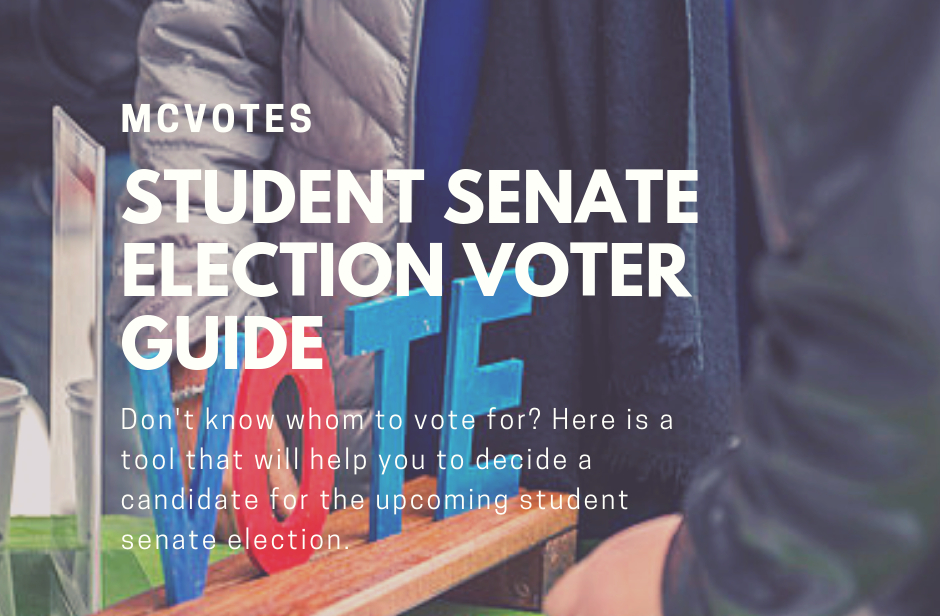 MCVOTES
STUDENT SENATE
ELECTION VOTER
GUIDE
VOTE
Don't know whom to vote for? Here is a
tool that will help you to decide a
candidate for the upcoming student
senate election.